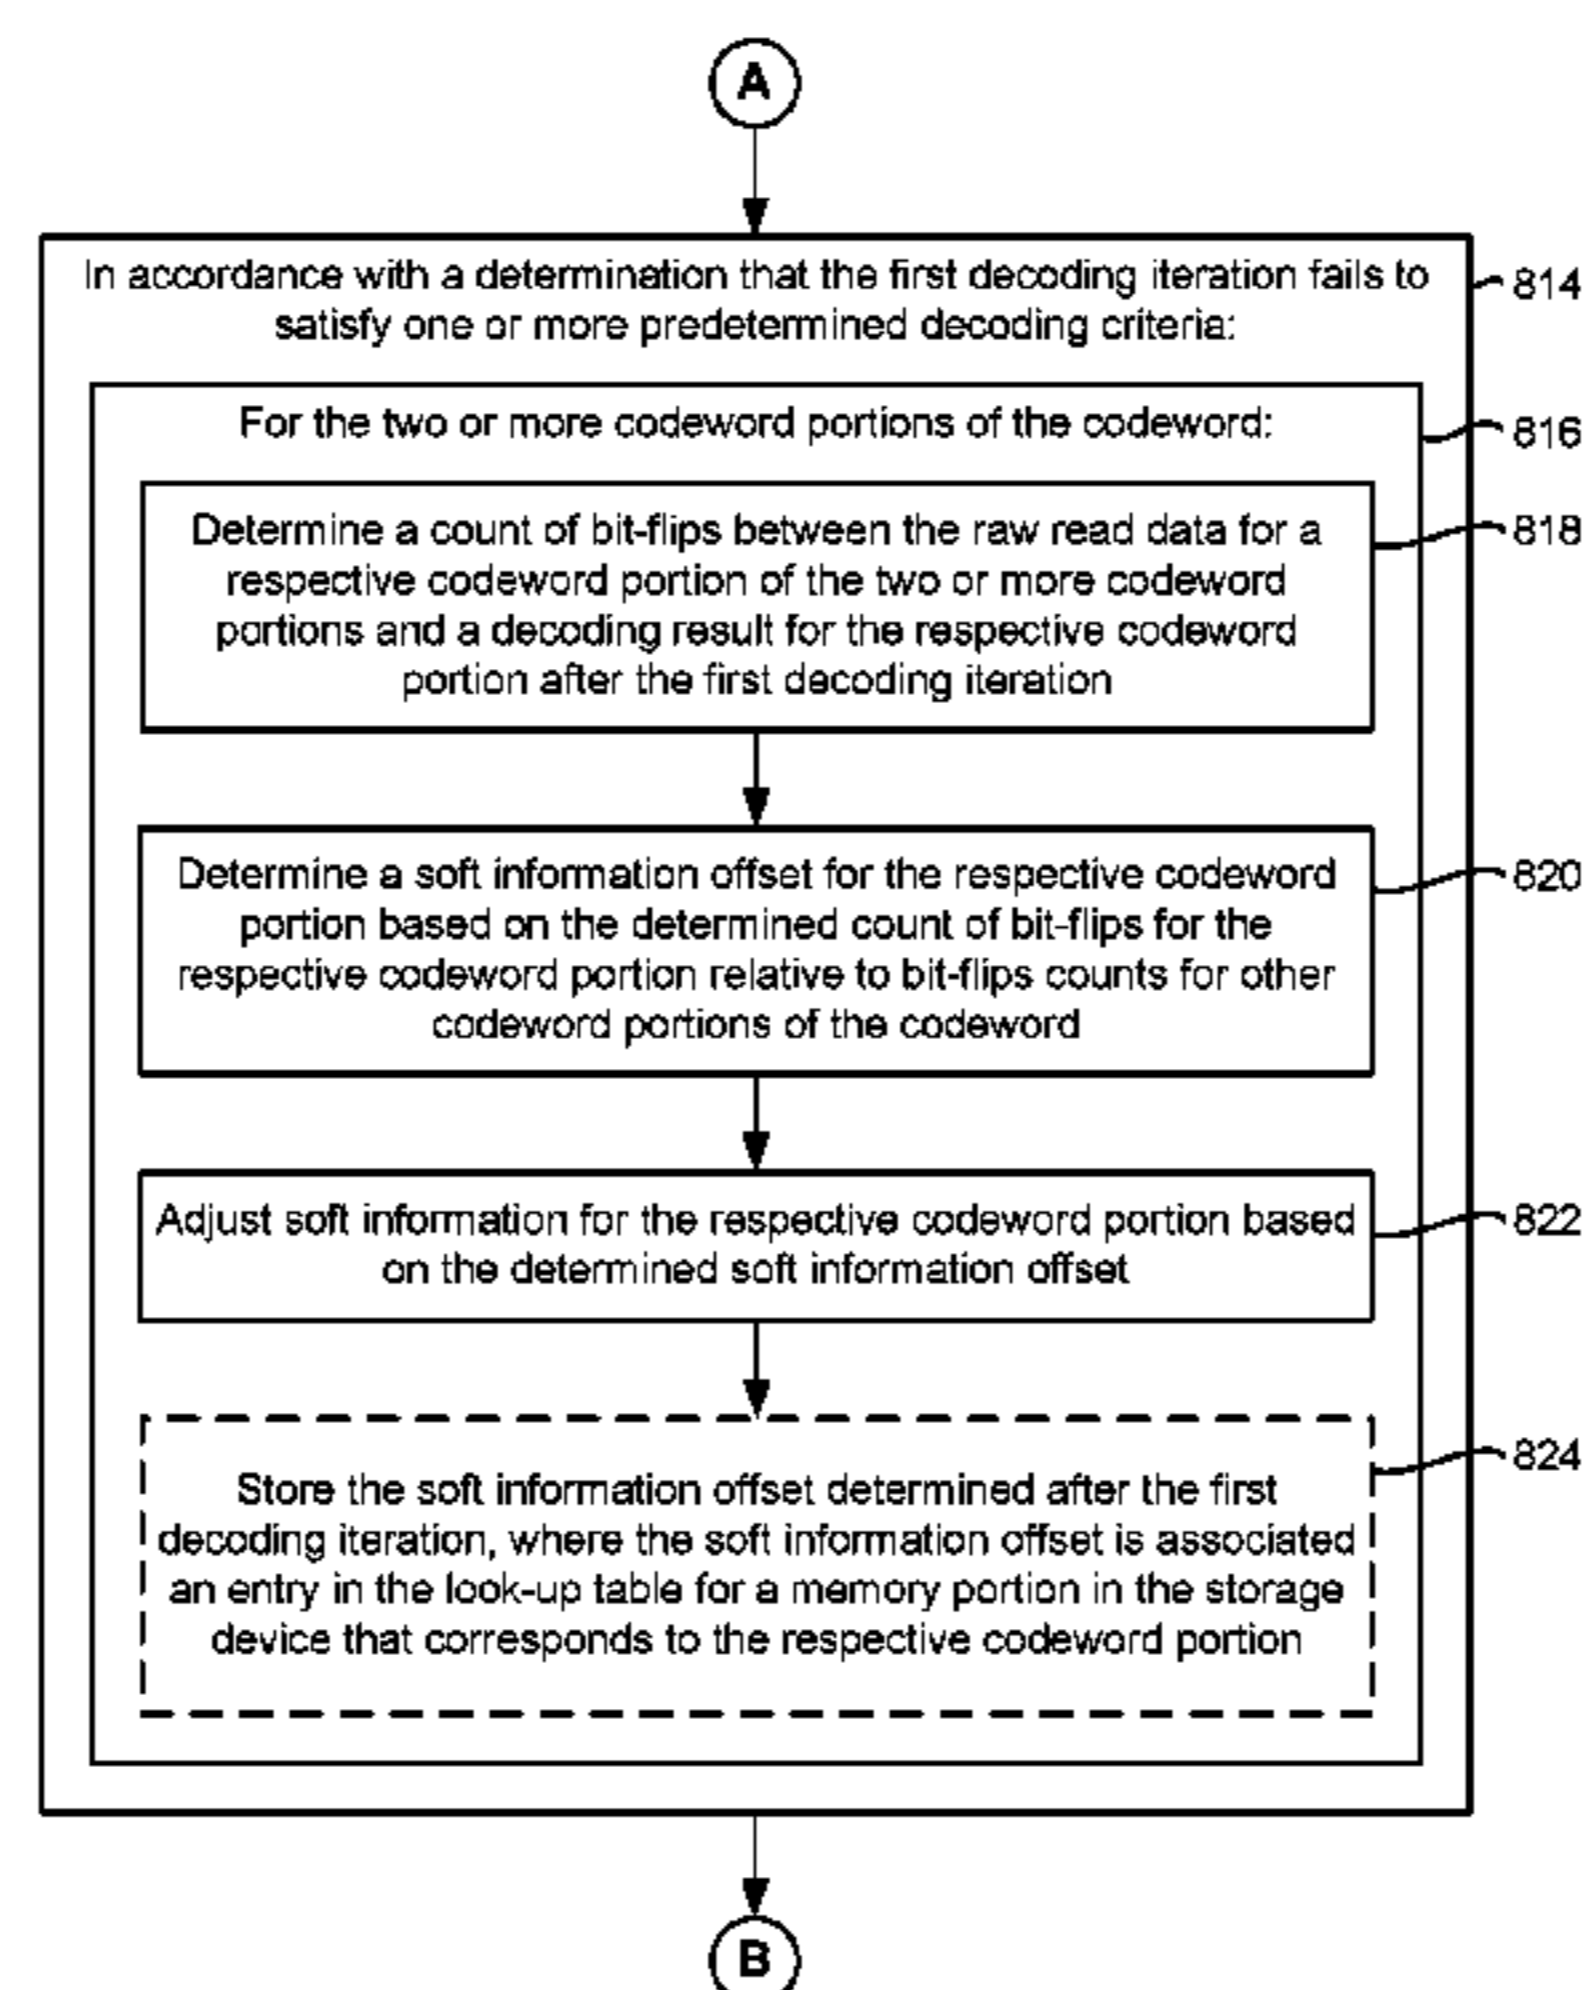 A
In accordance with a determination that the first decoding iteration fails to
satisfy one or more predetermined decoding criteria:
814
For the two or more codeword portions of the codeword:
816
Determine a count of bit-flips between the raw read data for a
respective codeword portion of the two or more codeword
portions and a decoding result for the respective codeword
portion after the first decoding iteration
818
Determine a soft information offset for the respective codeword
portion based on the determined count of bit-flips for the
respective codeword portion relative to bit-flips counts for other
codeword portions of the codeword
820
Adjust soft information for the respective codeword portion based
on the determined soft information offset
822
Store the soft information offset determined after the first
decoding iteration, where the soft information offset is associated
an entry in the look-up table for a memory portion in the storage
device that corresponds to the respective codeword portion
824
B